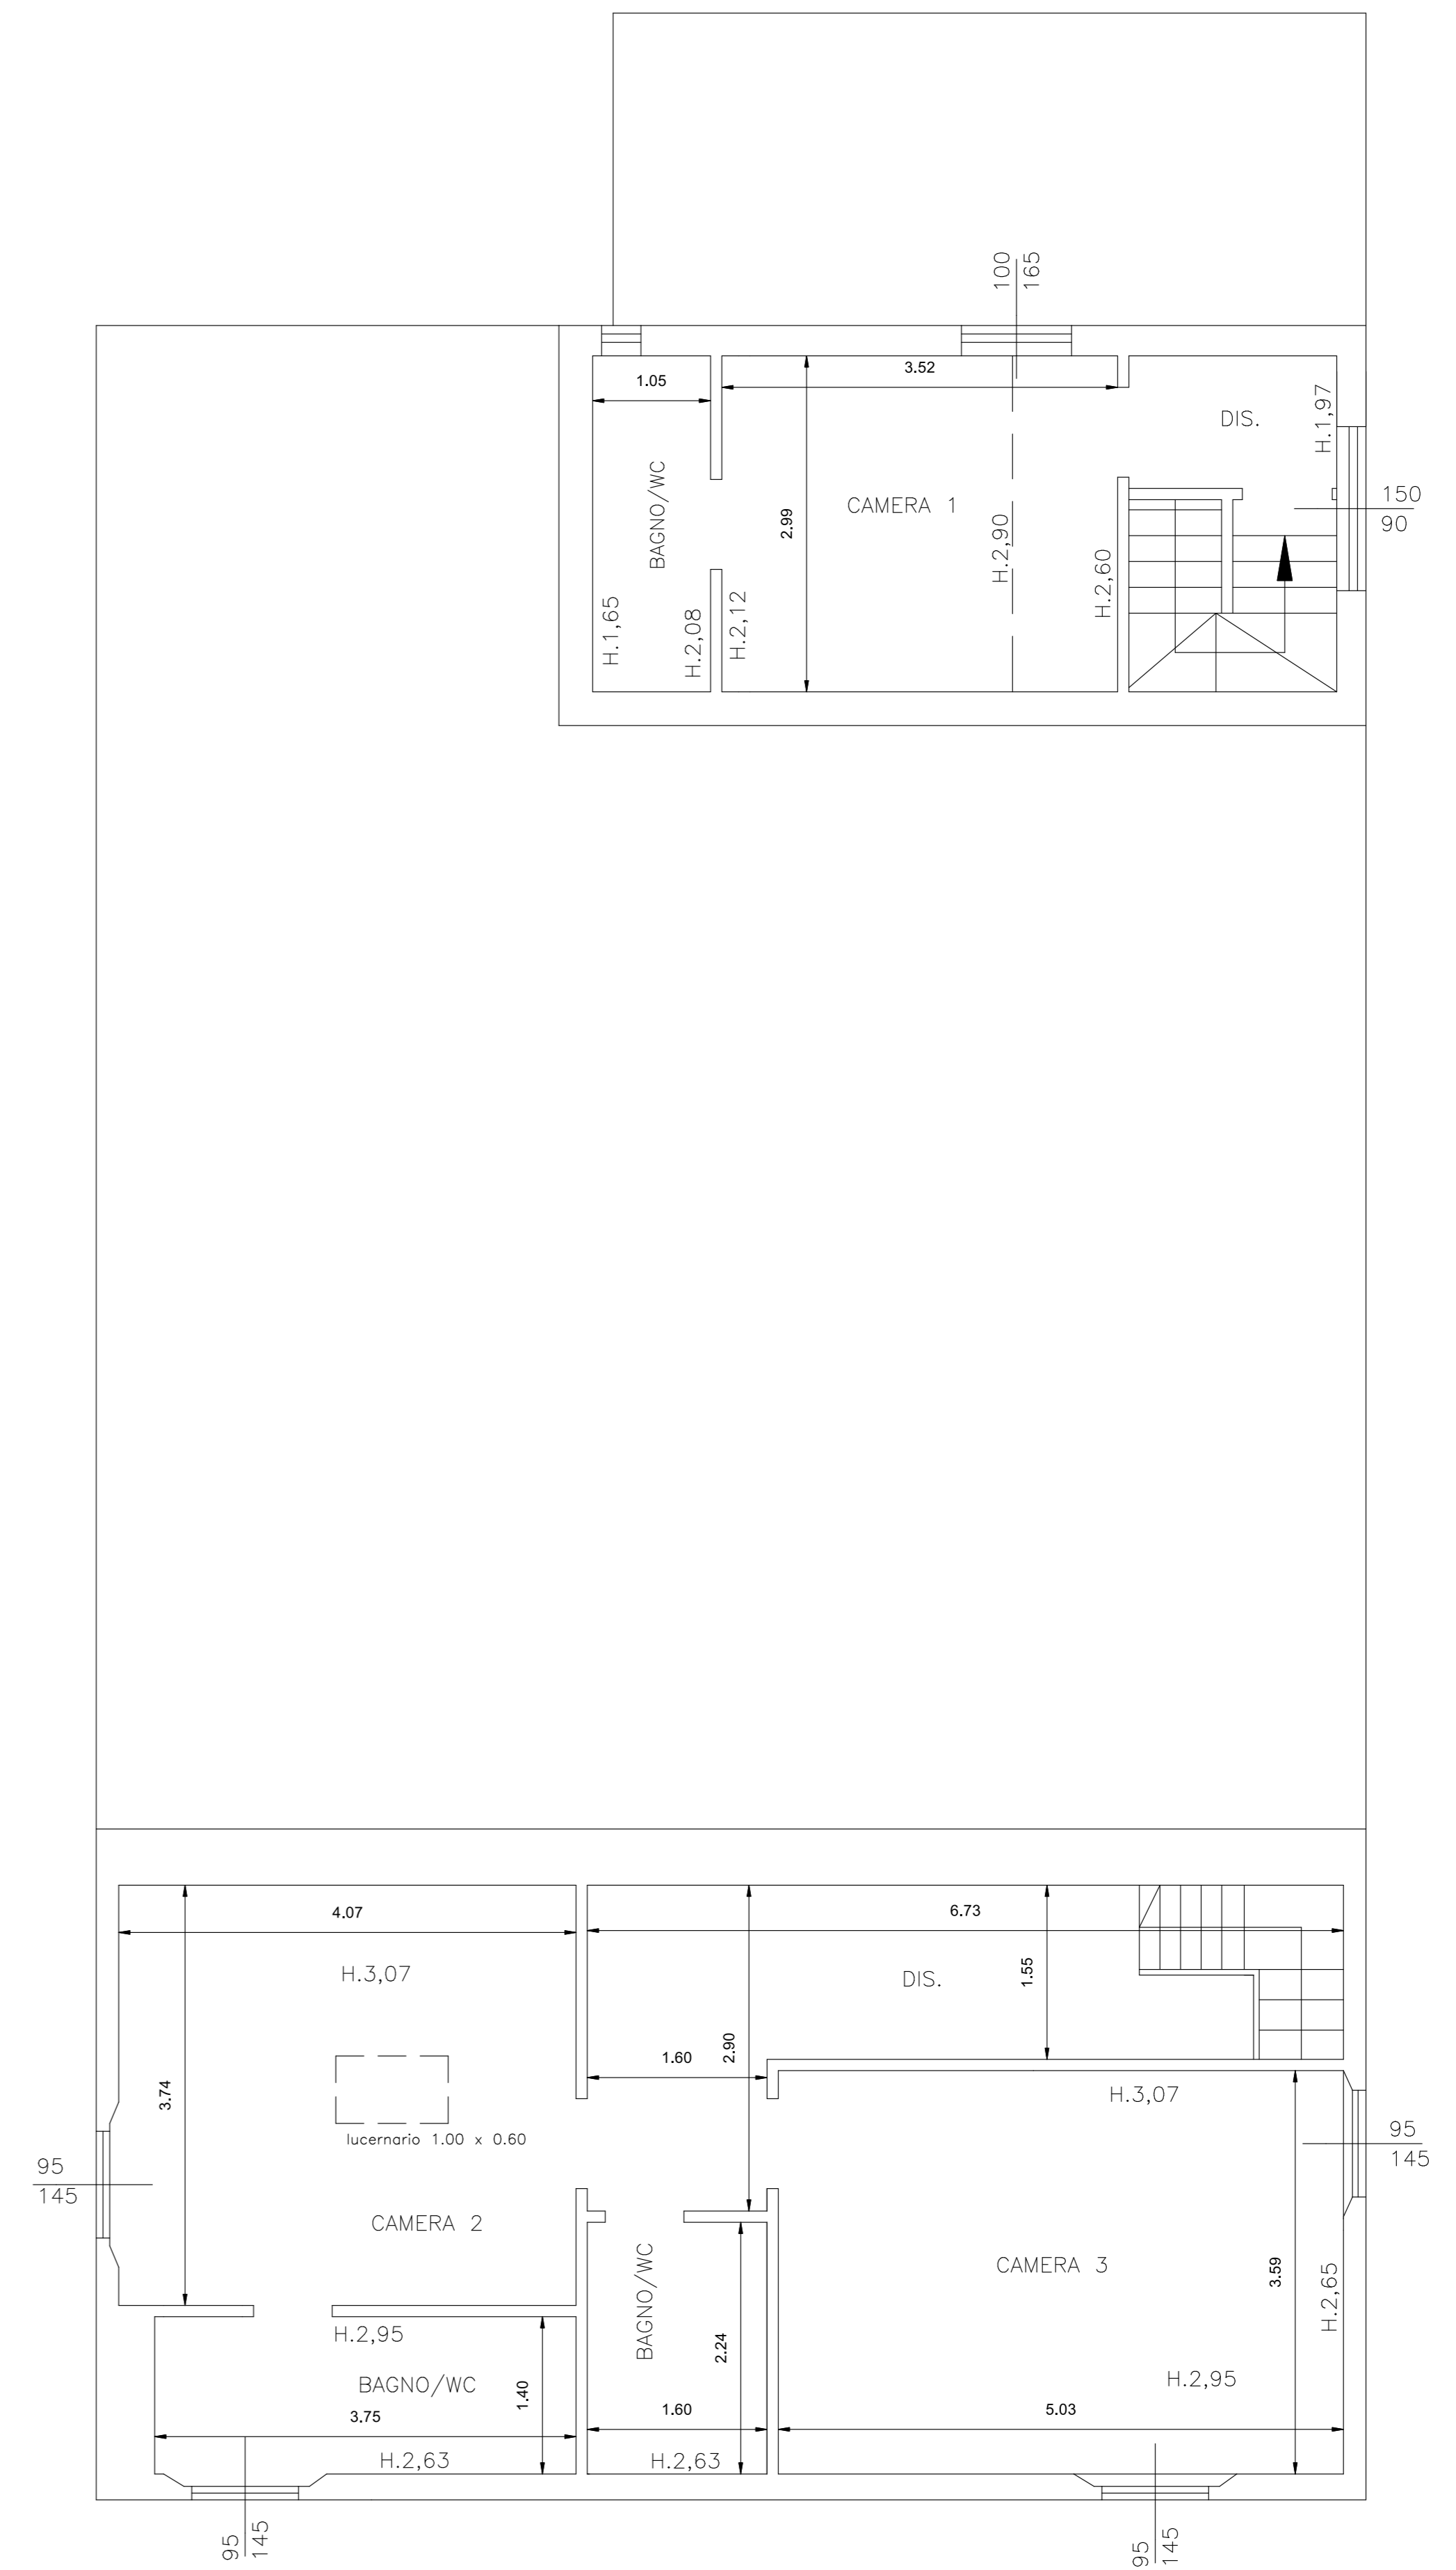 100
165
1.05
3.52
H.1,97
DIS.
BAGNO/WC
2.99
CAMERA 1
H.2,90
H.2,60
150
90
H.1,65
H.2,08
H.2,12
4.07
6.73
H.3,07
DIS.
1.55
3.74
1.60
2.90
H.3,07
lucernario 1.00 x 0.60
95
145
95
145
CAMERA 2
CAMERA 3
3.59
BAGNO/WC
H.2,65
H.2,95
2.24
BAGNO/WC
1.40
H.2,95
3.75
1.60
5.03
H.2,63
H.2,63
95
145
95
145